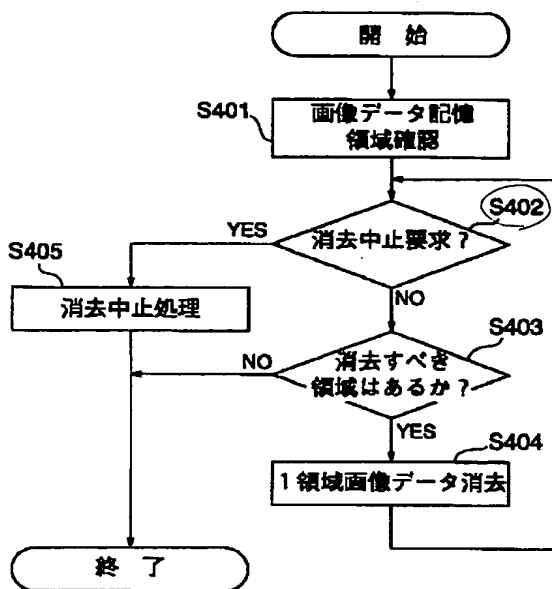 開 始
S401
画像データ記憶
領域確認
S402
消去中止要求？
YES
NO
S405
消去中止処理
S403
消去すべき
領域はあるか？
NO
YES
S404
1領域画像データ消去
終 了